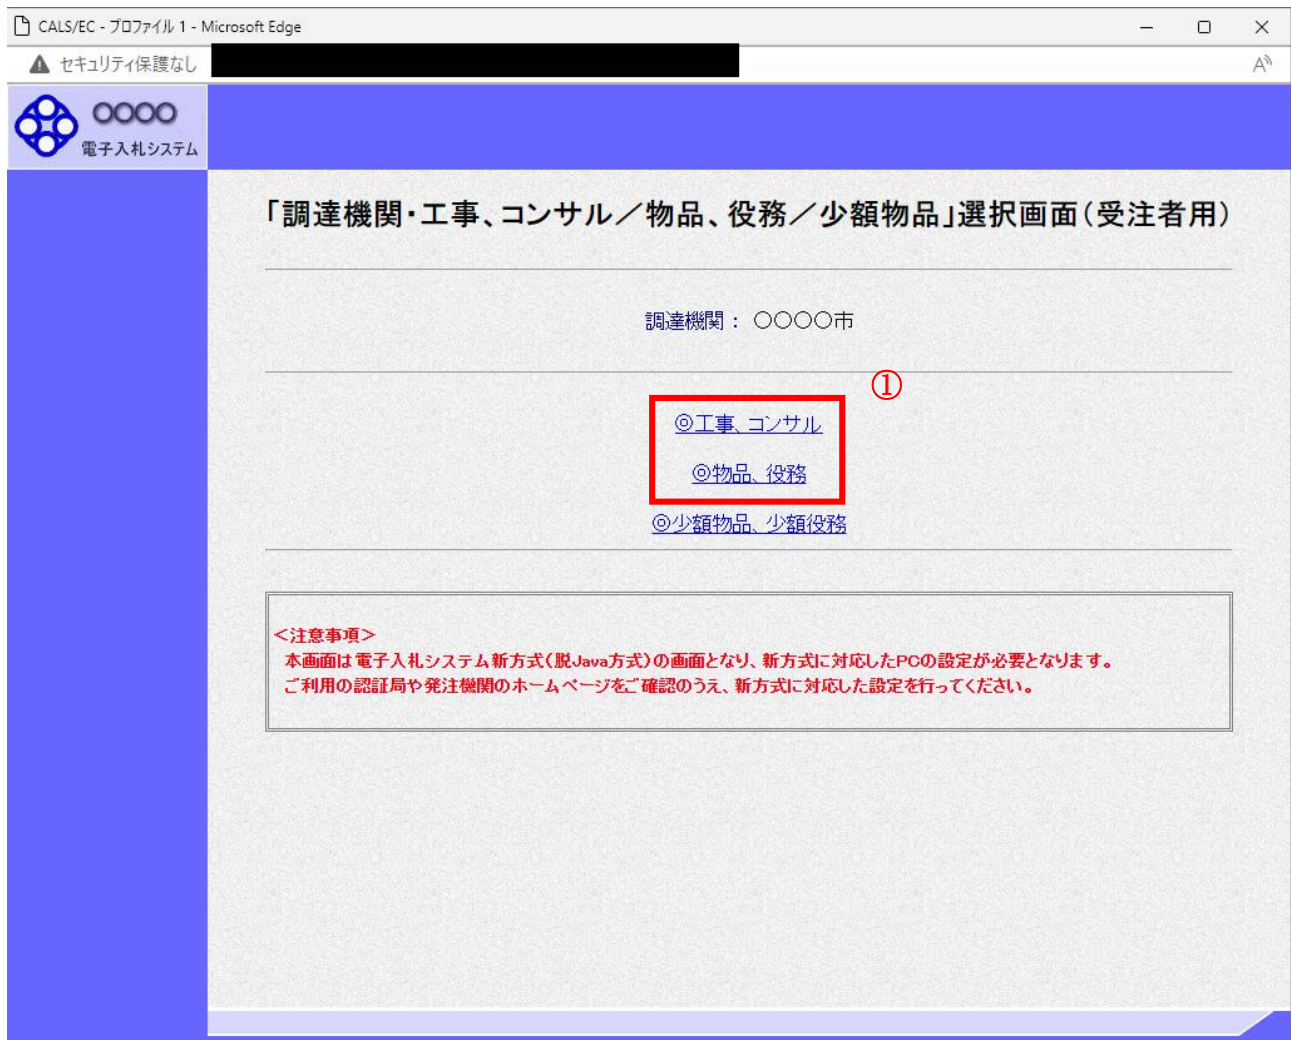 CALS/EC - プロファイル 1 - Microsoft Edge
セキュリティ保護なし
〇〇〇〇
電子入札システム
「調達機関・工事、コンサル／物品、役務／少額物品」選択画面（受注者用）
調達機関： 〇〇〇〇市
①
◎工事、コンサル
◎物品、役務
◎少額物品、少額役務
＜注意事項＞
本画面は電子入札システム新方式（脱Java方式）の画面となり、新方式に対応したPCの設定が必要となります。
ご利用の認証局や発注機関のホームページをご確認のうえ、新方式に対応した設定を行ってください。